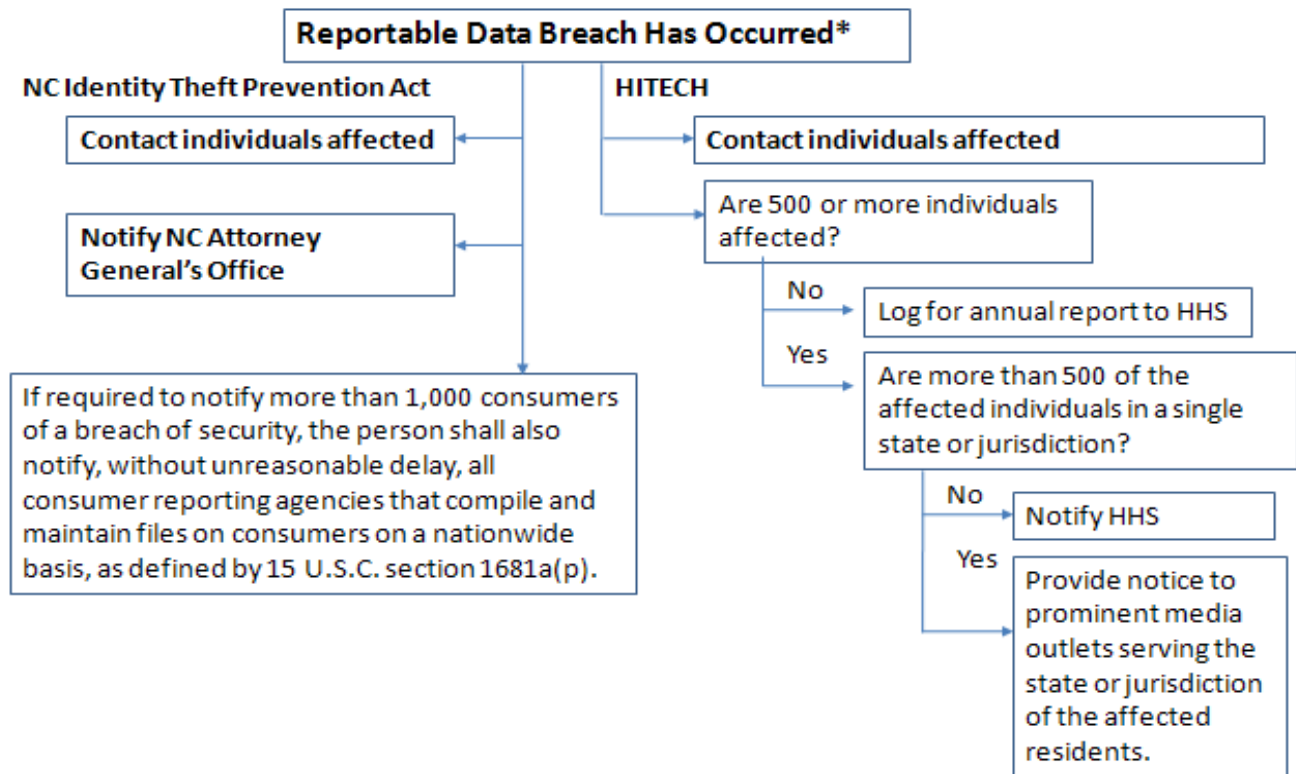 Reportable Data Breach Has Occurred*
NC Identity Theft Prevention Act
Contact individuals affected
Notify NC Attorney
General's Office
If required to notify more than 1,000 consumers
of a breach of security, the person shall also
notify, without unreasonable delay, all
consumer reporting agencies that compile and
maintain files on consumers on a nationwide
basis, as defined by 15 U.S.C. section 1681a(p).
HITECH
Contact individuals affected
Are 500 or more individuals
affected?
No
Log for annual report to HHS
Yes
Are more than 500 of the
affected individuals in a single
state or jurisdiction?
No
Notify HHS
Yes
Provide notice to
prominent media
outlets serving the
state or jurisdiction
of the affected
residents.